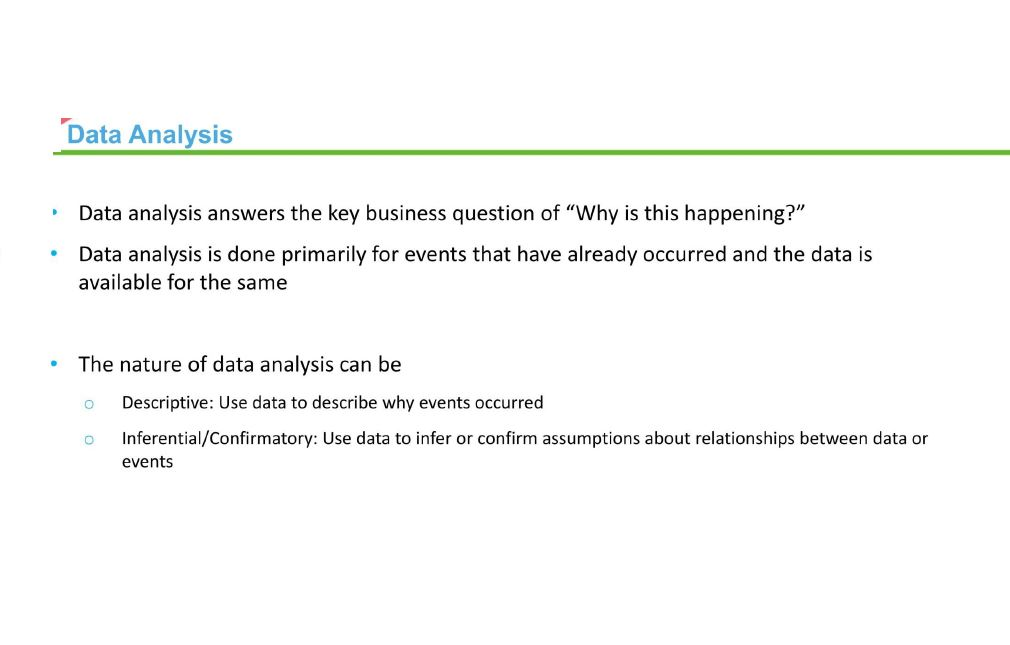 Data Analysis
• Data analysis answers the key business question of “Why is this happening?”
• Data analysis is done primarily for events that have already occurred and the data is
available for the same
• The nature of data analysis can be
o Descriptive: Use data to describe why events occurred
o Inferential/Confirmatory: Use data to infer or confirm assumptions about relationships between data or
events